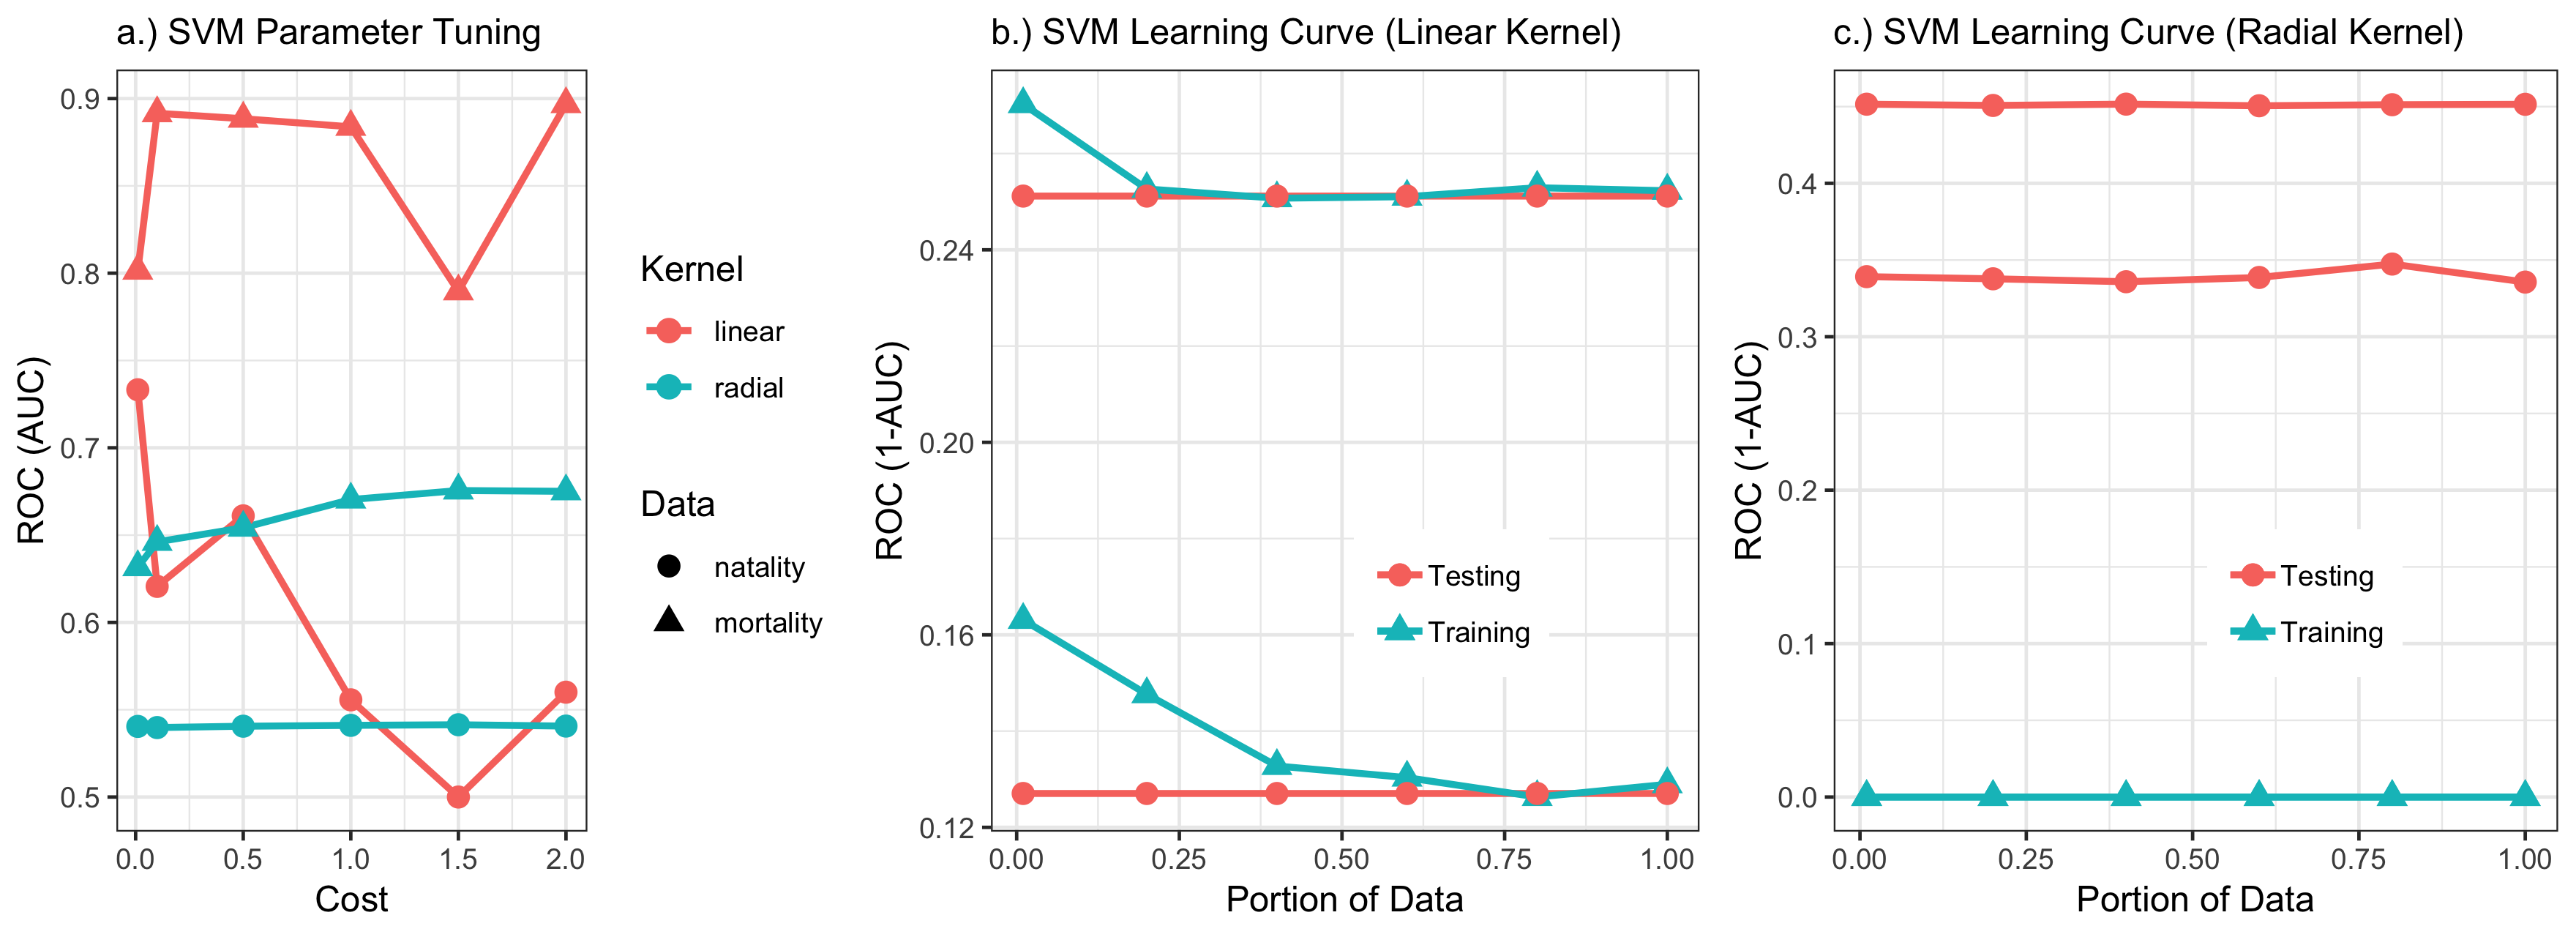 a.) SVM Parameter Tuning
ROC (AUC)
0.9
0.8
0.7
0.6
0.5
0.0 0.5 1.0 1.5 2.0
Cost
Kernel
linear
radial
Data
natality
mortality
b.) SVM Learning Curve (Linear Kernel)
ROC (1-AUC)
0.24
0.20
0.16
0.12
Testing
Training
0.00 0.25 0.50 0.75 1.00
Portion of Data
c.) SVM Learning Curve (Radial Kernel)
ROC (1-AUC)
0.4
0.3
0.2
0.1
0.0
Testing
Training
0.00 0.25 0.50 0.75 1.00
Portion of Data